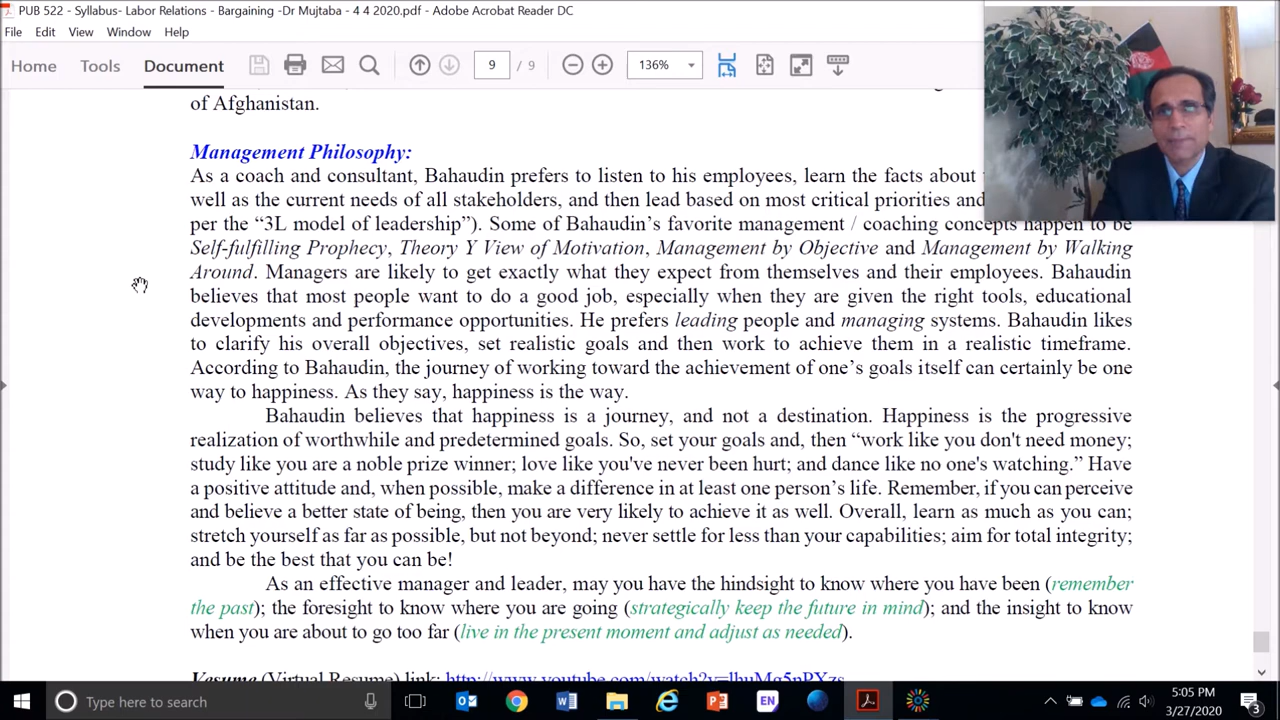 PUB 522 - Syllabus- Labor Relations - Bargaining -Dr Mujtaba - 4 4 2020.pdf - Adobe Acrobat Reader DC
File Edit View Window Help
Home Tools Document 9 / 9 136%
of Afghanistan.
Management Philosophy:
As a coach and consultant, Bahaudin prefers to listen to his employees, learn the facts about
well as the current needs of all stakeholders, and then lead based on most critical priorities and
per the “3L model of leadership”). Some of Bahaudin’s favorite management / coaching concepts happen to be
Self-fulfilling Prophecy, Theory Y View of Motivation, Management by Objective and Management by Walking
Around. Managers are likely to get exactly what they expect from themselves and their employees. Bahaudin
believes that most people want to do a good job, especially when they are given the right tools, educational
developments and performance opportunities. He prefers leading people and managing systems. Bahaudin likes
to clarify his overall objectives, set realistic goals and then work to achieve them in a realistic timeframe.
According to Bahaudin, the journey of working toward the achievement of one’s goals itself can certainly be one
way to happiness. As they say, happiness is the way.
Bahaudin believes that happiness is a journey, and not a destination. Happiness is the progressive
realization of worthwhile and predetermined goals. So, set your goals and, then “work like you don't need money;
study like you are a noble prize winner; love like you've never been hurt; and dance like no one's watching.” Have
a positive attitude and, when possible, make a difference in at least one person’s life. Remember, if you can perceive
and believe a better state of being, then you are very likely to achieve it as well. Overall, learn as much as you can;
stretch yourself as far as possible, but not beyond; never settle for less than your capabilities; aim for total integrity;
and be the best that you can be!
As an effective manager and leader, may you have the hindsight to know where you have been (remember
the past); the foresight to know where you are going (strategically keep the future in mind); and the insight to know
when you are about to go too far (live in the present moment and adjust as needed).
Vesume (Virtual Resume) link:
Type here to search EN 5:05 PM
3/27/2020 3